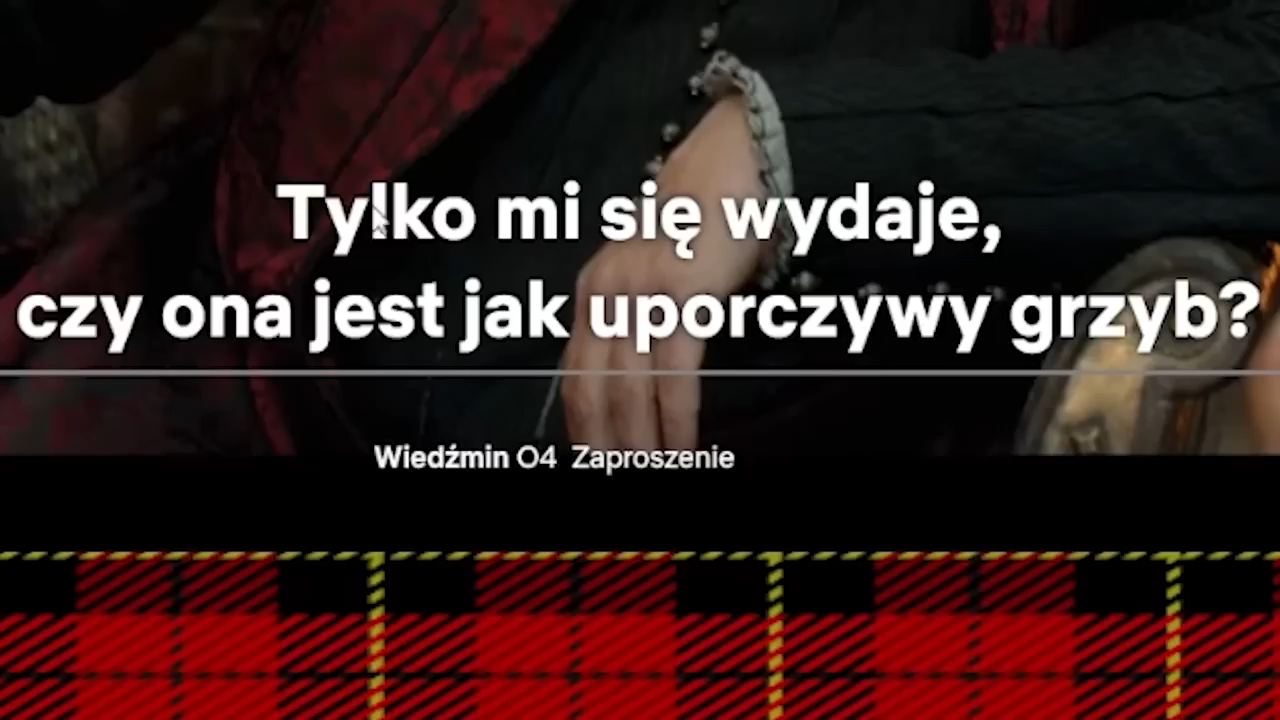 Tylko mi się wydaje,
czy ona jest jak uporczywy grzyb?
Wiedźmin O4 Zaproszenie